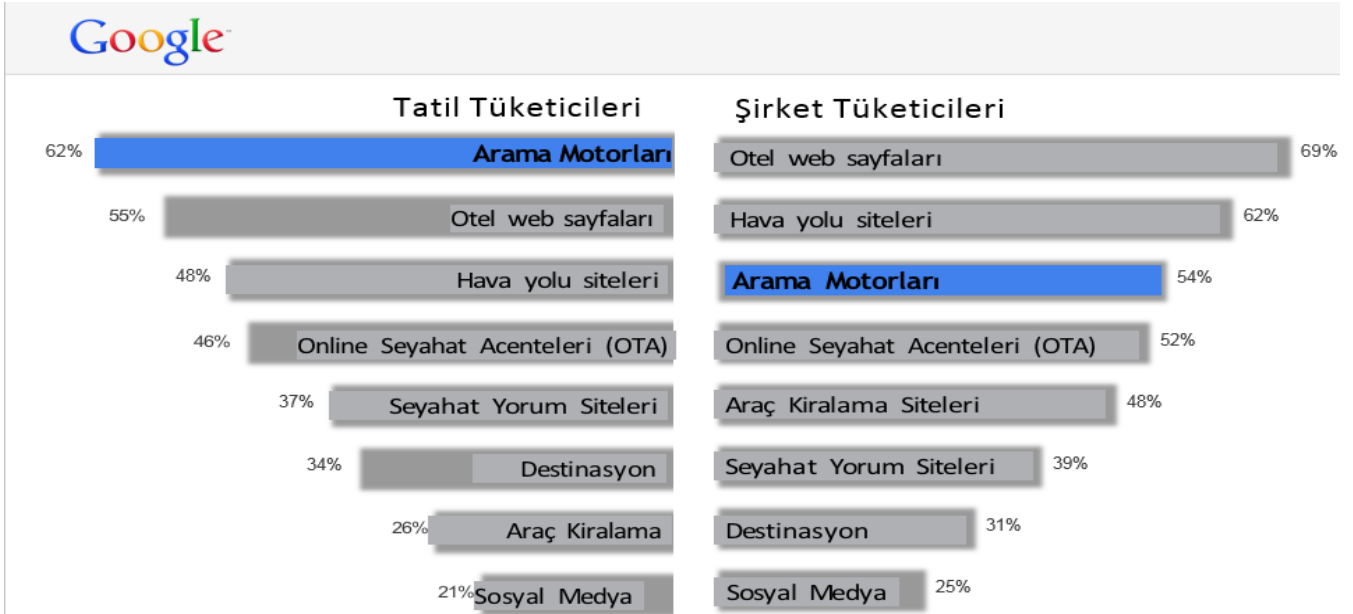 Google
Tatil Tüketicileri
62% Arama Motorları
55% Otel web sayfaları
48% Hava yolu siteleri
46% Online Seyahat Acenteleri (OTA)
37% Seyahat Yorum Siteleri
34% Destinasyon
26% Araç Kiralama
21% Sosyal Medya
Şirket Tüketicileri
Otel web sayfaları 69%
Hava yolu siteleri 62%
Arama Motorları 54%
Online Seyahat Acenteleri (OTA) 52%
Araç Kiralama Siteleri 48%
Seyahat Yorum Siteleri 39%
Destinasyon 31%
Sosyal Medya 25%